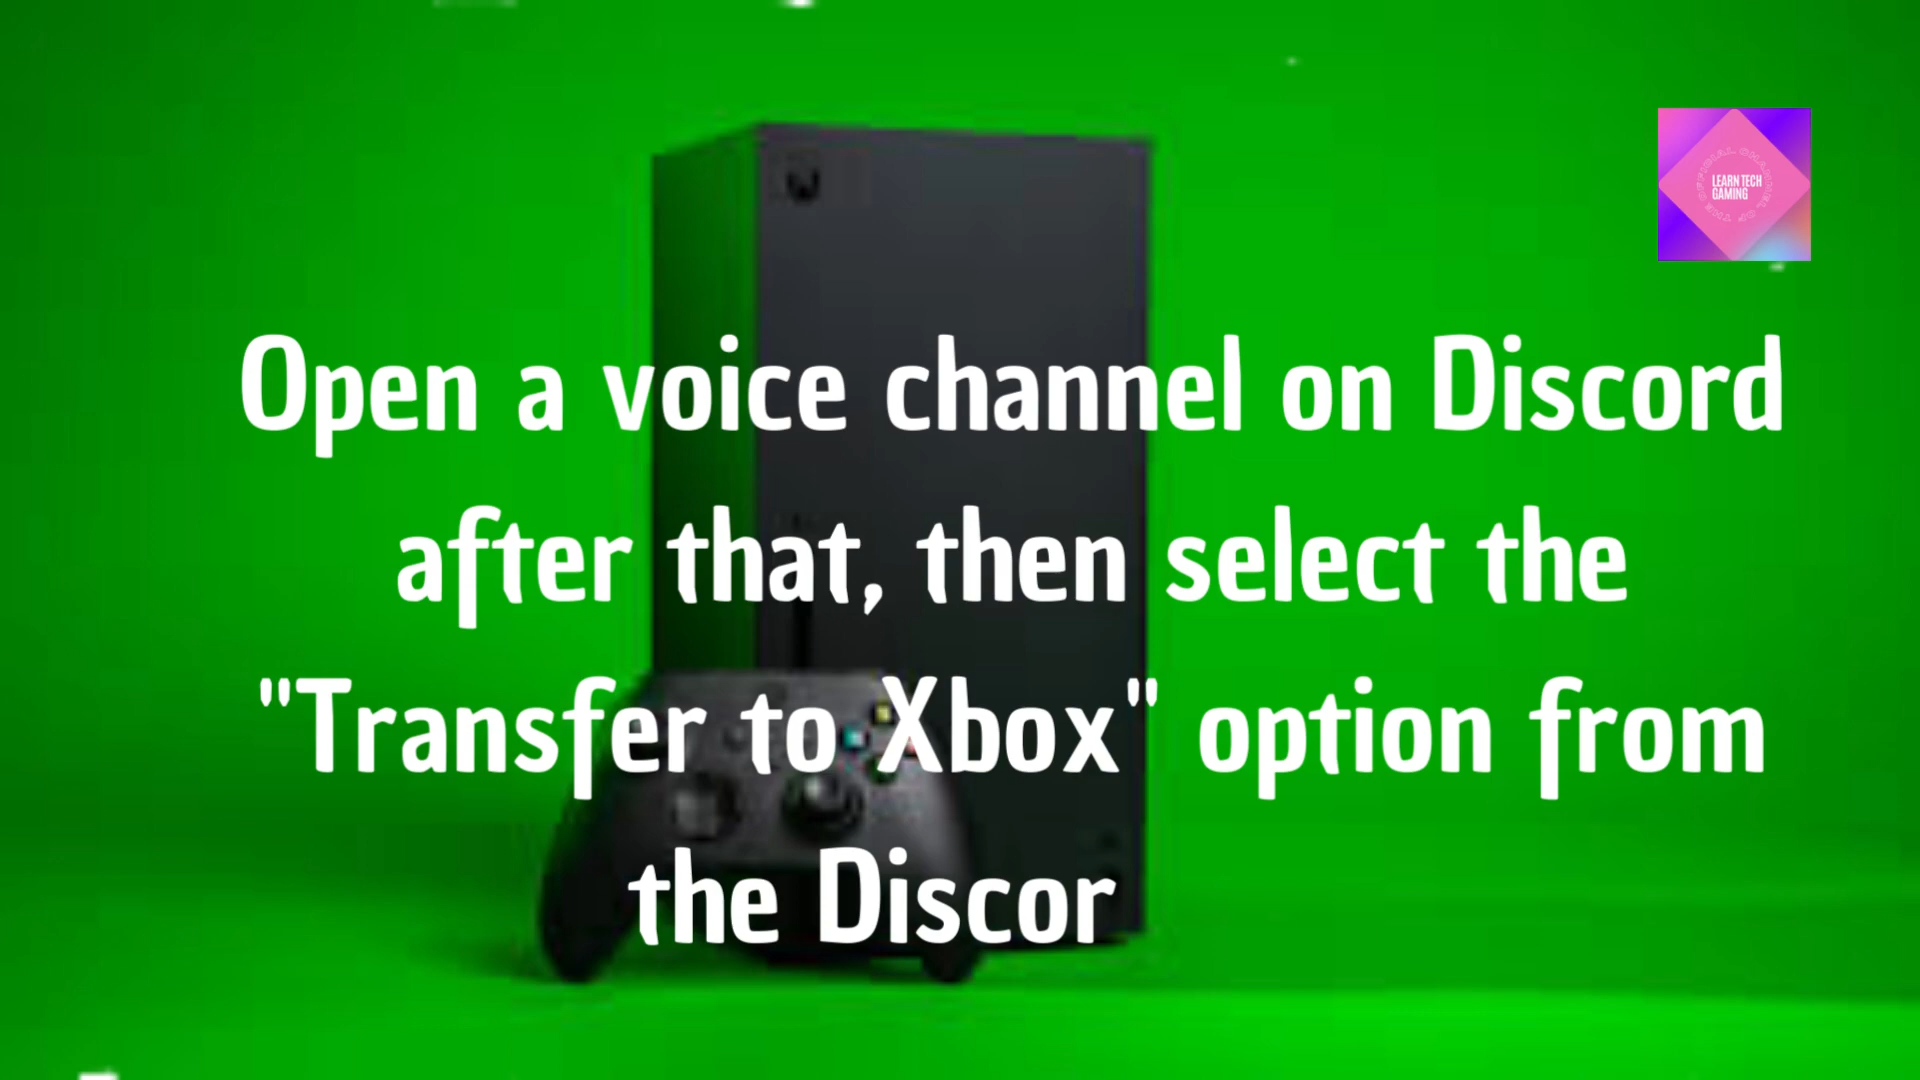 LEARN TECH
GAMING
Open a voice channel on Discord
after that, then select the
"Transfer to Xbox" option from
the Discor